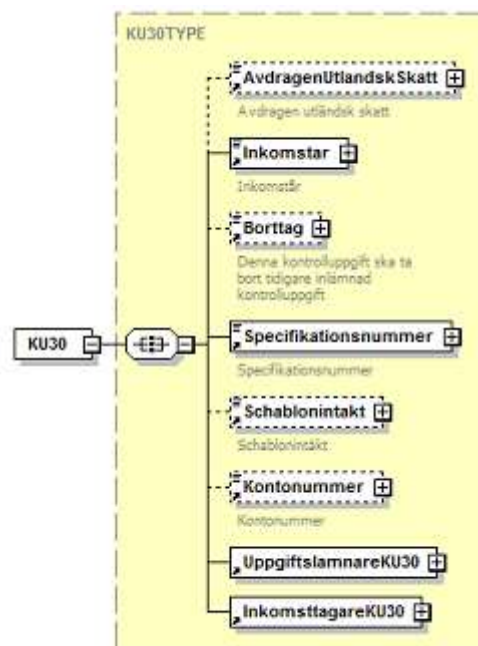 KU30TYPE
AvdragenUtlandskSkatt
Avdragen utländsk skatt
Inkomstar
Inkomstår
Borttag
Denna kontrolluppgift ska ta
bort tidigare inlämnad
kontrolluppgift
KU30
Specifikationsnummer
Specifikationsnummer
Schablonintakt
Schablonintäkt
Kontonummer
Kontonummer
UppgiftslamnareKU30
InkomsttagareKU30